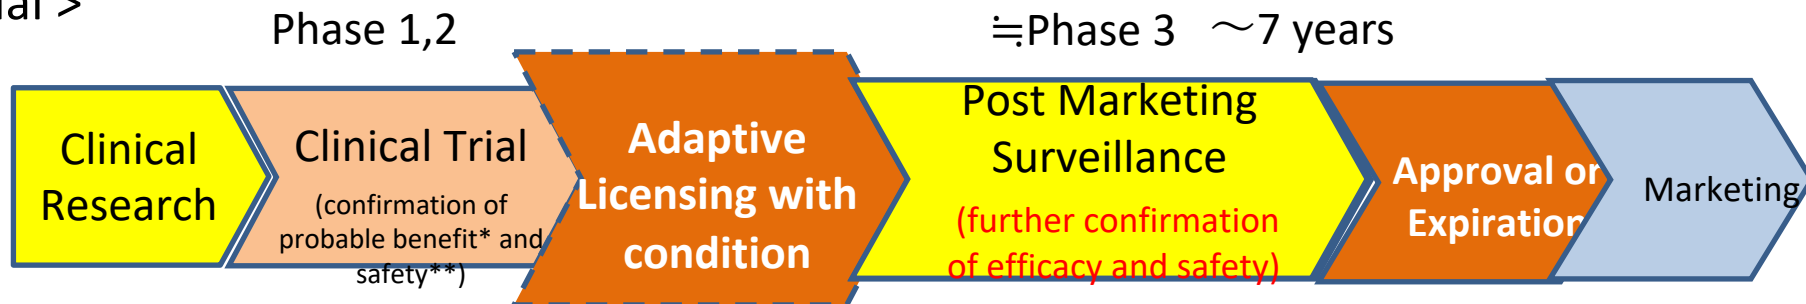 Phase 1,2
≒Phase 3 ～7 years
Clinical
Research
Clinical Trial
(confirmation of
probable benefit* and
safety**)
Adaptive
Licensing with
condition
Post Marketing
Surveillance
(further confirmation
of efficacy and safety)
Approval or
Expiration
Marketing